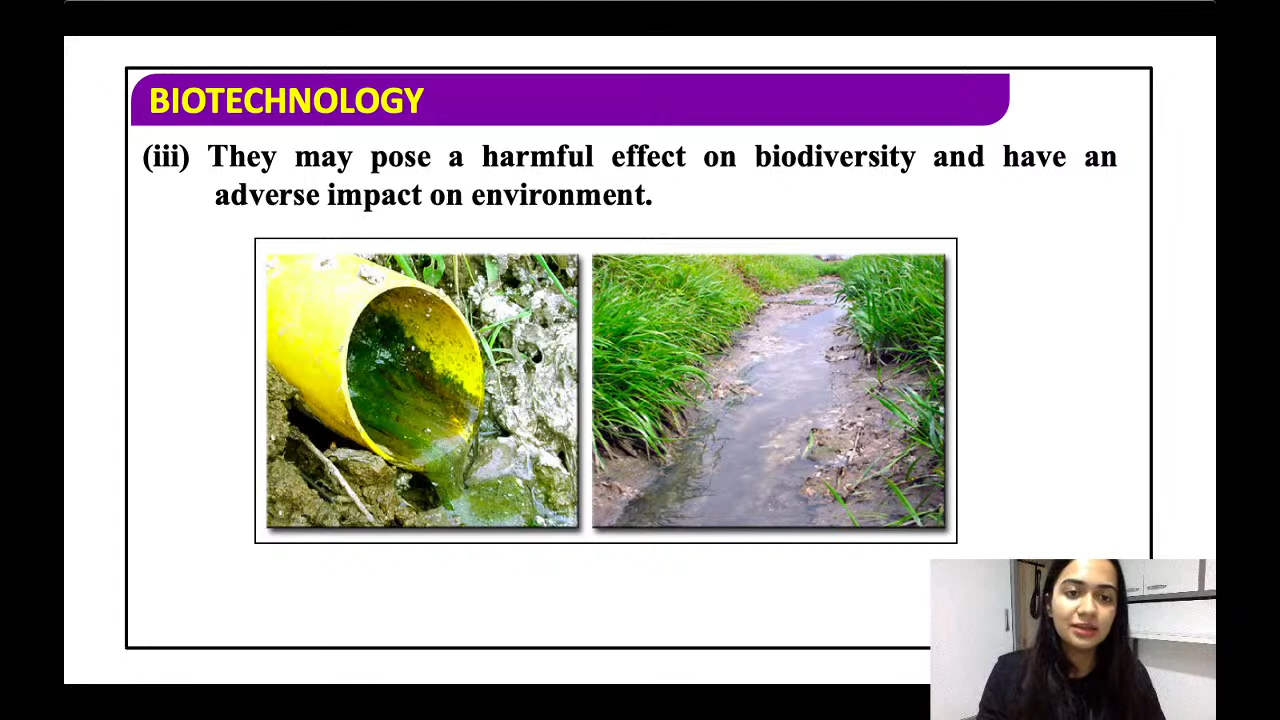 BIOTECHNOLOGY
(iii) They may pose a harmful effect on biodiversity and have an
adverse impact on environment.